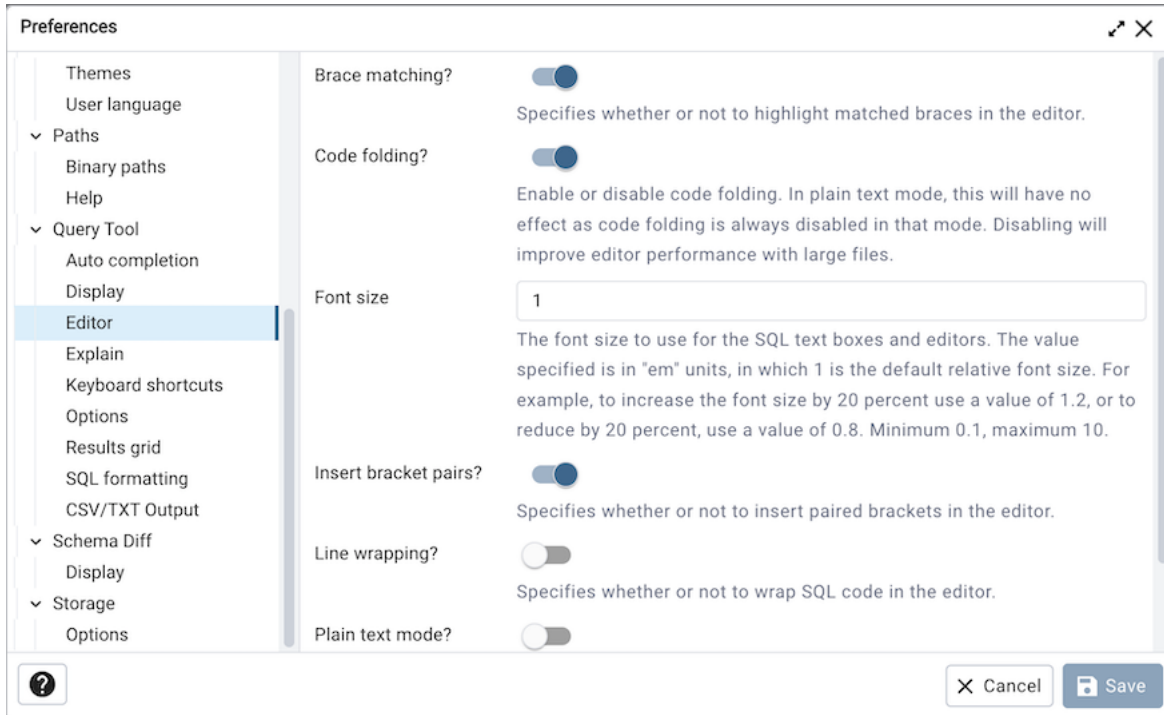 Preferences
Themes
User language
Paths
Binary paths
Help
Query Tool
Auto completion
Display
Editor
Explain
Keyboard shortcuts
Options
Results grid
SQL formatting
CSV/TXT Output
Schema Diff
Display
Storage
Options
Brace matching?
Specifies whether or not to highlight matched braces in the editor.
Code folding?
Enable or disable code folding. In plain text mode, this will have
effect as code folding is always disabled in that mode. Disabling will
improve editor performance with large files.
Font size
1
The font size to use for the SQL text boxes and editors. The value
specified is in "em" units, in which 1 is the default relative font size. For
example, to increase the font size by 20 percent use a value of 1.2, or to
reduce by 20 percent, use a value of 0.8. Minimum 0.1, maximum 10.
Insert bracket pairs?
Specifies whether or not to insert paired brackets in the editor.
Line wrapping?
Specifies whether or not to wrap SQL code in the editor.
Plain text mode?
Cancel
Save